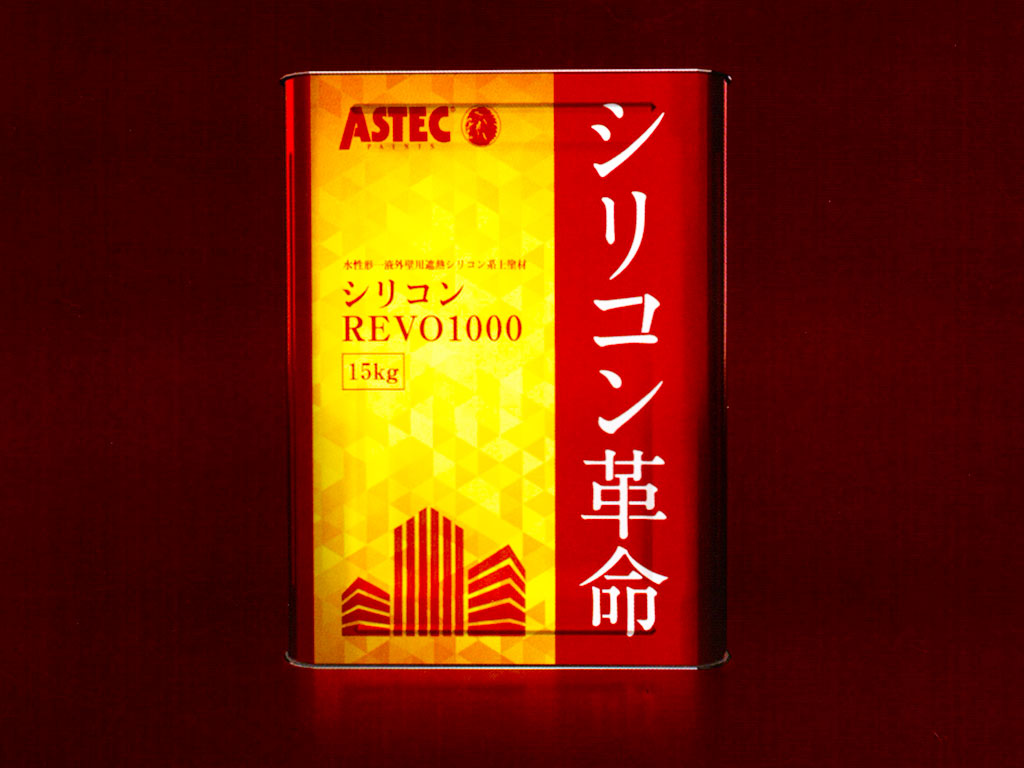 ASTEC
PAINTS
水性形一液外壁用遮熱シリコン系上塗材
シリコン
REVO1000
15kg
シリコン革命